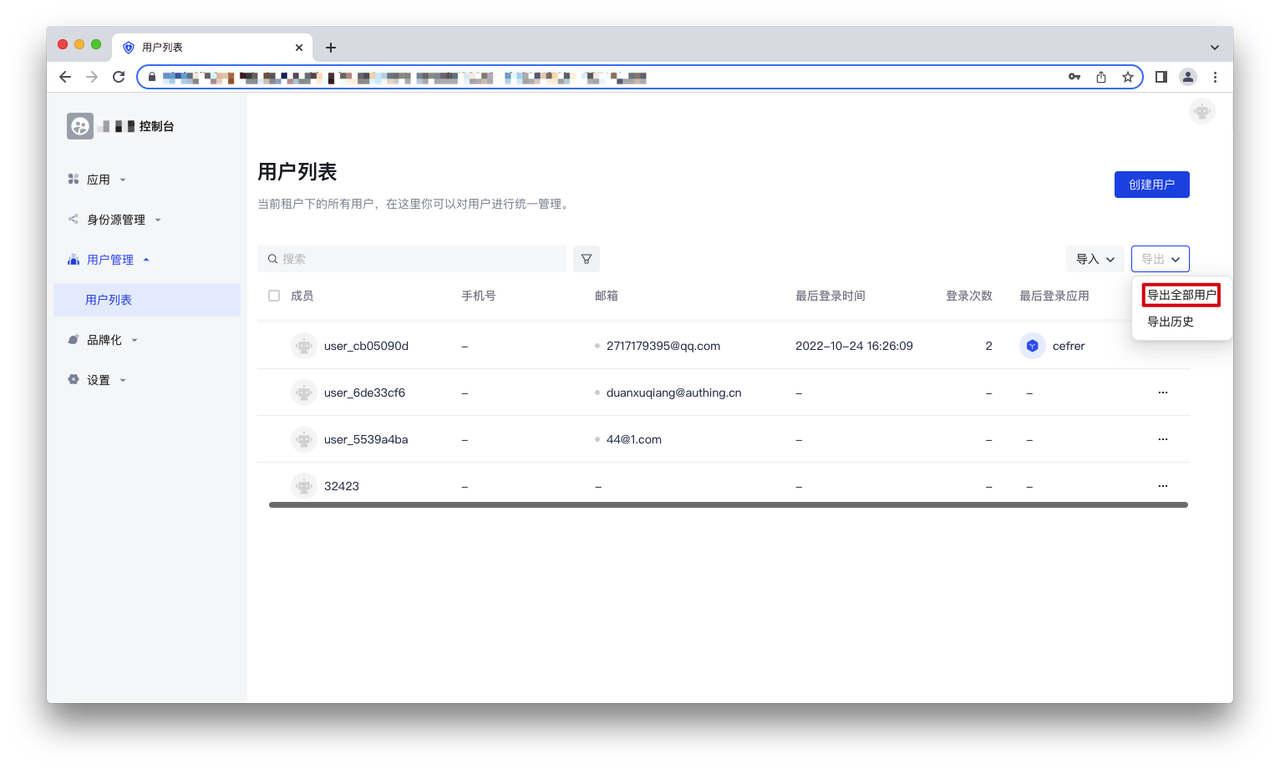 用户列表
控制台
应用
身份源管理
用户管理
用户列表
品牌化
设置
用户列表
当前租户下的所有用户，在这里你可以对用户进行统一管理。
创建用户
搜索
导入
导出
导出全部用户
导出历史
成员 手机号 邮箱 最后登录时间 登录次数 最后登录应用
user_cb05090d – 2717179395@qq.com 2022-10-24 16:26:09 2 cefrer
user_6de33cf6 – duanxuqiang@authing.cn – – – ···
user_5539a4ba – 44@1.com – – – ···
32423 – – – – – ···